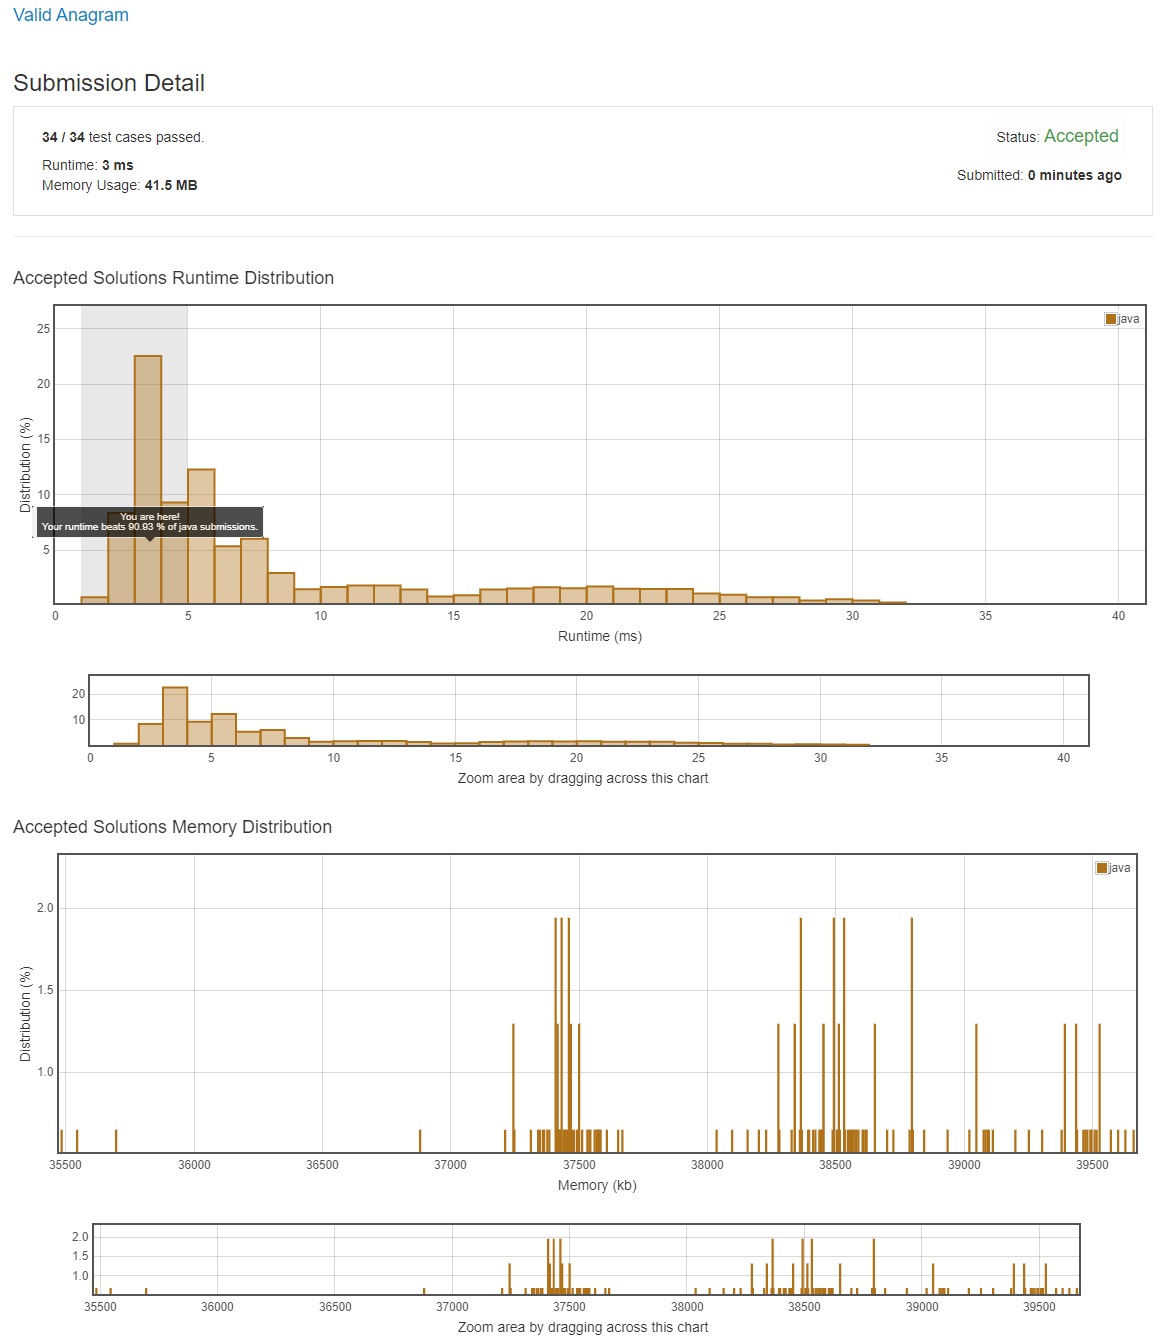 Valid Anagram
Submission Detail
34 / 34 test cases passed.
Status: Accepted
Runtime: 3 ms
Memory Usage: 41.5 MB
Submitted: 0 minutes ago
Accepted Solutions Runtime Distribution
java
25
20
15
10
5
Distribution (%)
You are here!
Your runtime beats 90.93 % of java submissions.
0 5 10 15 20 25 30 35 40
Runtime (ms)
20
10
0 5 10 15 20 25 30 35 40
Zoom area by dragging across this chart
Accepted Solutions Memory Distribution
java
2.0
1.5
1.0
Distribution (%)
35500 36000 36500 37000 37500 38000 38500 39000 39500
Memory (kb)
2.0
1.5
1.0
35500 36000 36500 37000 37500 38000 38500 39000 39500
Zoom area by dragging across this chart